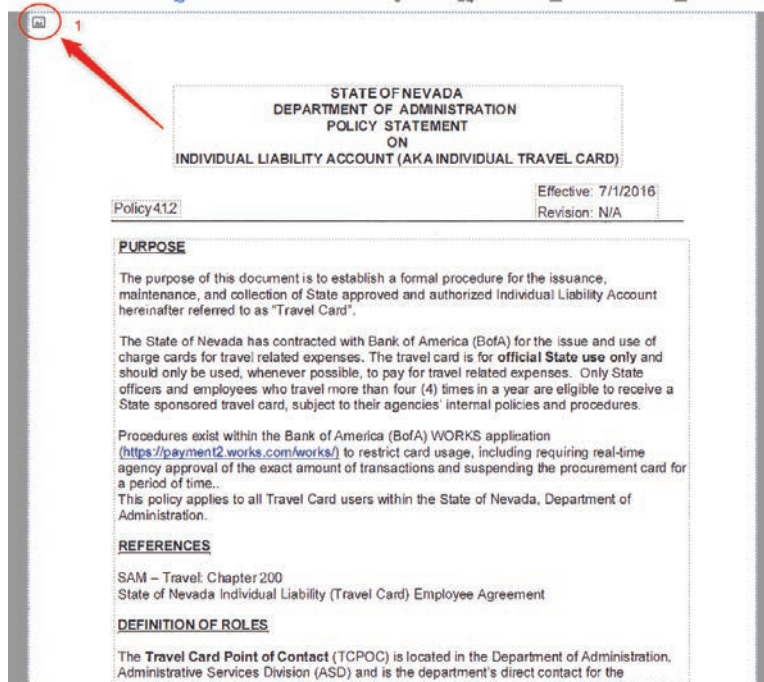 1
STATE OF NEVADA
DEPARTMENT OF ADMINISTRATION
POLICY STATEMENT
ON
INDIVIDUAL LIABILITY ACCOUNT (AKA INDIVIDUAL TRAVEL CARD)
Effective: 7/1/2016
Policy 4.1.2
Revision: N/A
PURPOSE
The purpose of this document is to establish a formal procedure for the issuance,
maintenance, and collection of State approved and authorized Individual Liability Account
hereinafter referred to as "Travel Card".
The State of Nevada has contracted with Bank of America (BofA) for the issue and use of
charge cards for travel related expenses. The travel card is for official State use only and
should only be used, whenever possible, to pay for travel related expenses. Only State
officers and employees who travel more than four (4) times in a year are eligible to receive a
State sponsored travel card, subject to their agencies' internal policies and procedures.
Procedures exist within the Bank of America (BofA) WORKS application
(https://payment2.works.com/works/) to restrict card usage, including requiring real-time
agency approval of the exact amount of transactions and suspending the procurement card for
a period of time..
This policy applies to all Travel Card users within the State of Nevada, Department of
Administration.
REFERENCES
SAM – Travel: Chapter 200
State of Nevada Individual Liability (Travel Card) Employee Agreement
DEFINITION OF ROLES
The Travel Card Point of Contact (TCPOC) is located in the Department of Administration,
Administrative Services Division (ASD) and is the department's direct contact for the